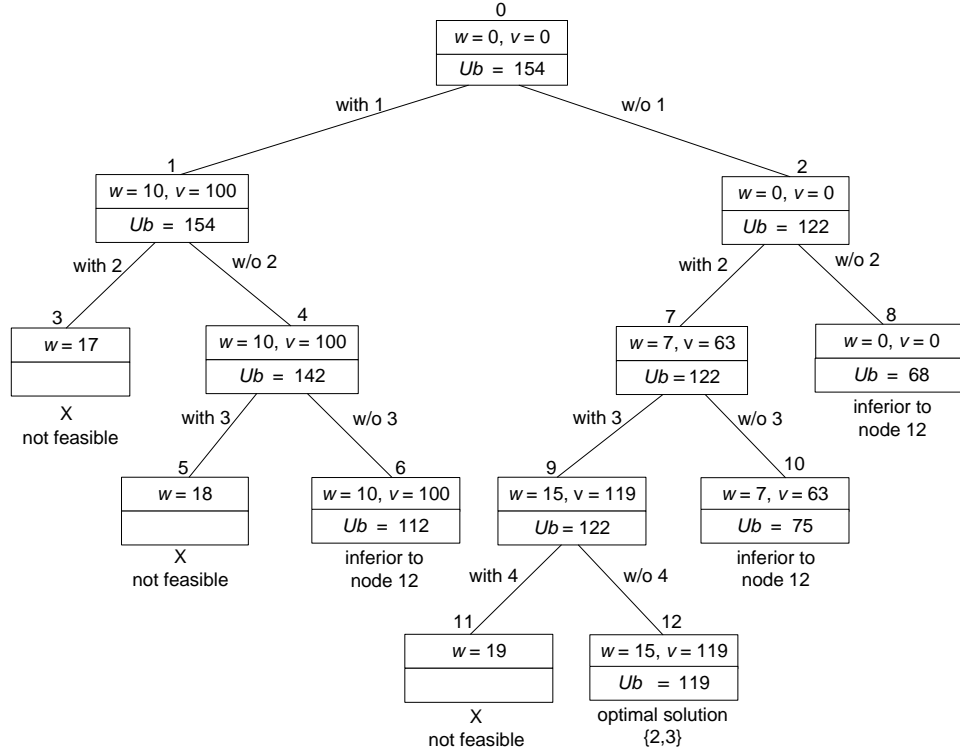 0
w = 0, v = 0
Ub = 154
with 1
w/o 1
1
w = 10, v = 100
Ub = 154
2
w = 0, v = 0
Ub = 122
with 2
w/o 2
with 2
w/o 2
3
w = 17
X
not feasible
4
w = 10, v = 100
Ub = 142
7
w = 7, v = 63
Ub = 122
8
w = 0, v = 0
Ub = 68
inferior to
node 12
with 3
w/o 3
with 3
w/o 3
5
w = 18
X
not feasible
6
w = 10, v = 100
Ub = 112
inferior to
node 12
9
w = 15, v = 119
Ub = 122
10
w = 7, v = 63
Ub = 75
inferior to
node 12
with 4
w/o 4
11
w = 19
X
not feasible
12
w = 15, v = 119
Ub = 119
optimal solution
{2,3}